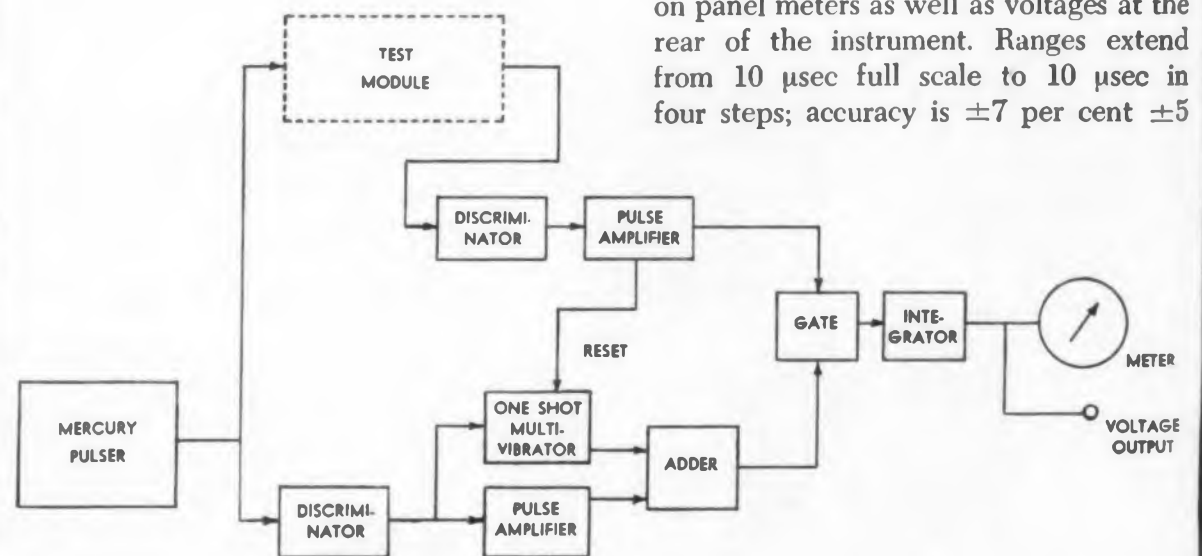 on panel meters as well as voltages at the
rear of the instrument. Ranges extend
from 10 μsec full scale to 10 μsec in
four steps; accuracy is ±7 per cent ±5
TEST
MODULE
DISCRIMI-
NATOR
PULSE
AMPLIFIER
GATE
INTE-
GRATOR
METER
RESET
MERCURY
PULSER
ONE SHOT
MULTI-
VIBRATOR
ADDER
VOLTAGE
OUTPUT
DISCRIMI-
NATOR
PULSE
AMPLIFIER